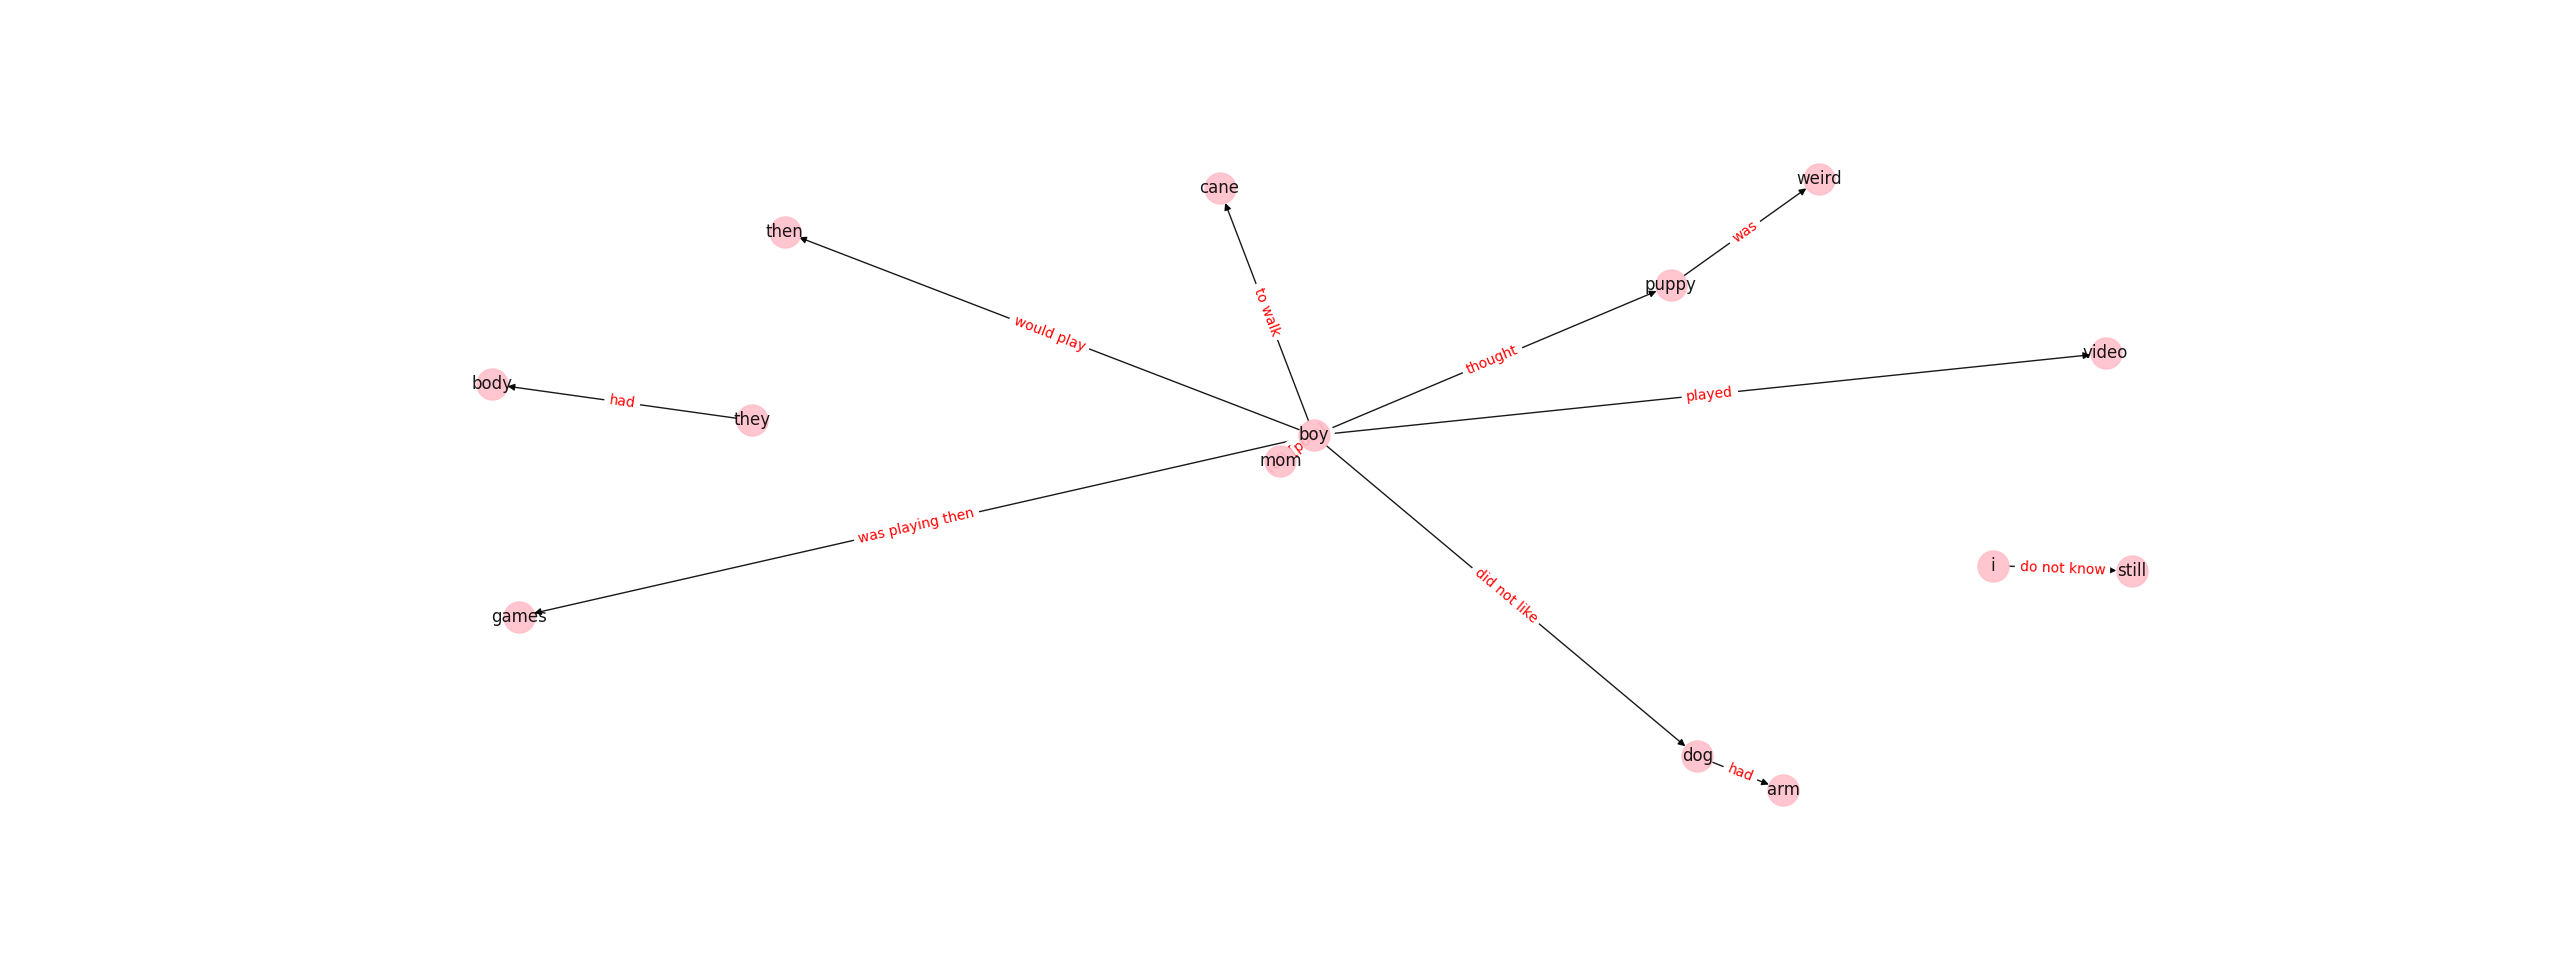 weird
cane
then
was
puppy
to walk
would play
video
thought
body
played
had
they
boy
mom
was playing then
i
do not know
still
did not like
games
dog
had
arm